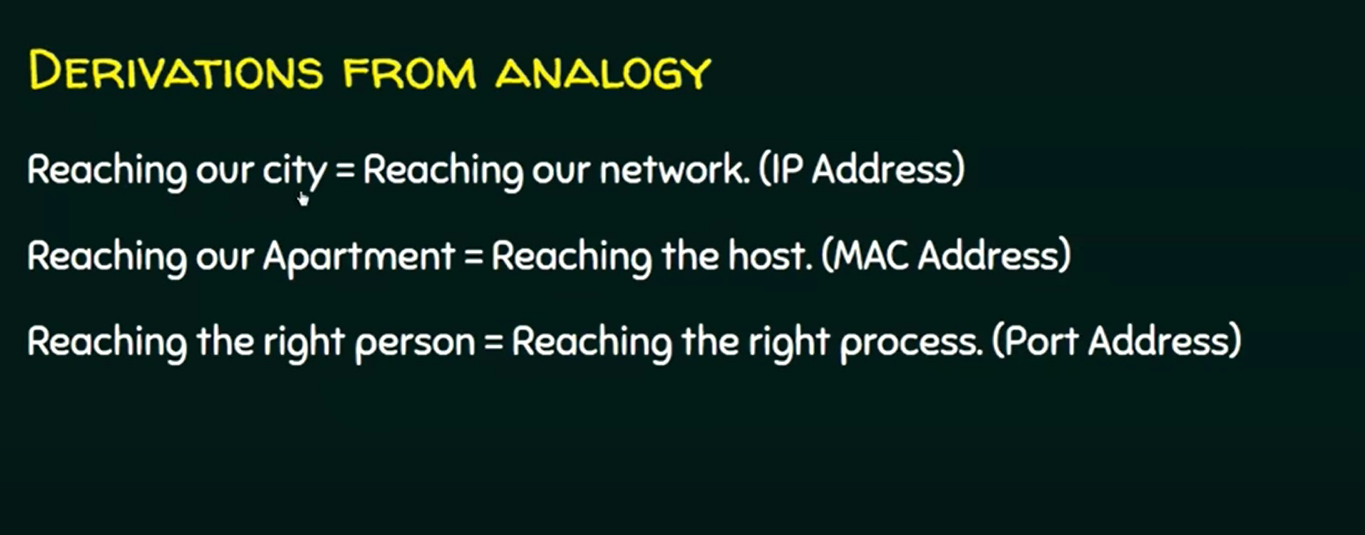 DERIVATIONS FROM ANALOGY
Reaching our city = Reaching our network. (IP Address)
Reaching our Apartment = Reaching the host. (MAC Address)
Reaching the right person = Reaching the right process. (Port Address)